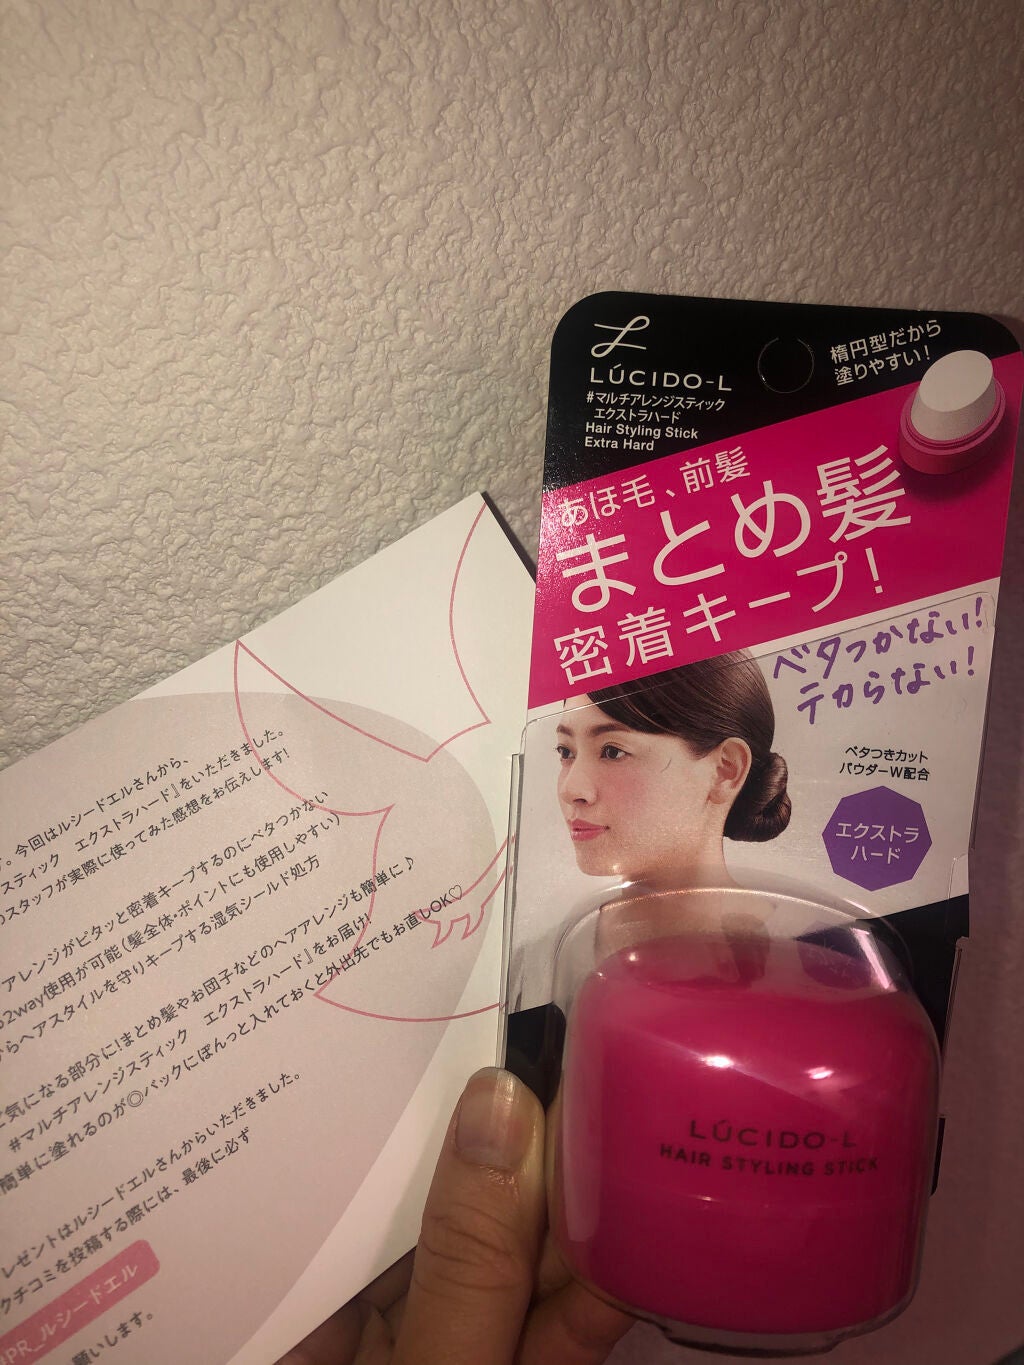 LÚCIDO-L
#マルチアレンジスティック
エクストラハード
Hair Styling Stick
Extra Hard
楕円型だから
塗りやすい!
あほ毛、前髪
まとめ髪
密着キープ!
ベタつかない!
テカらない!
ベタつきカット
パウダーW配合
エクストラ
ハード
LÚCIDO-L
HAIR STYLING STICK
。今回はルシードエルさんから、
スティック エクストラハード』をいただきました。
スタッフが実際に使ってみた感想をお伝えします!
アレンジがピタッと密着キープするのにベタつかない
2way使用が可能(髪全体・ポイントにも使用しやすい)
らヘアスタイルを守りキープする湿気シールド処方
気になる部分に!まとめ髪やお団子などのヘアアレンジも簡単に♪
#マルチアレンジスティック エクストラハード』をお届け!
簡単に塗れるのが◎バックにぽんっと入れておくと外出先でもお直しOK♡
レゼントはルシードエルさんからいただきました。
クチコミを投稿する際には、最後に必ず
PR_ルシードエル
願いします。